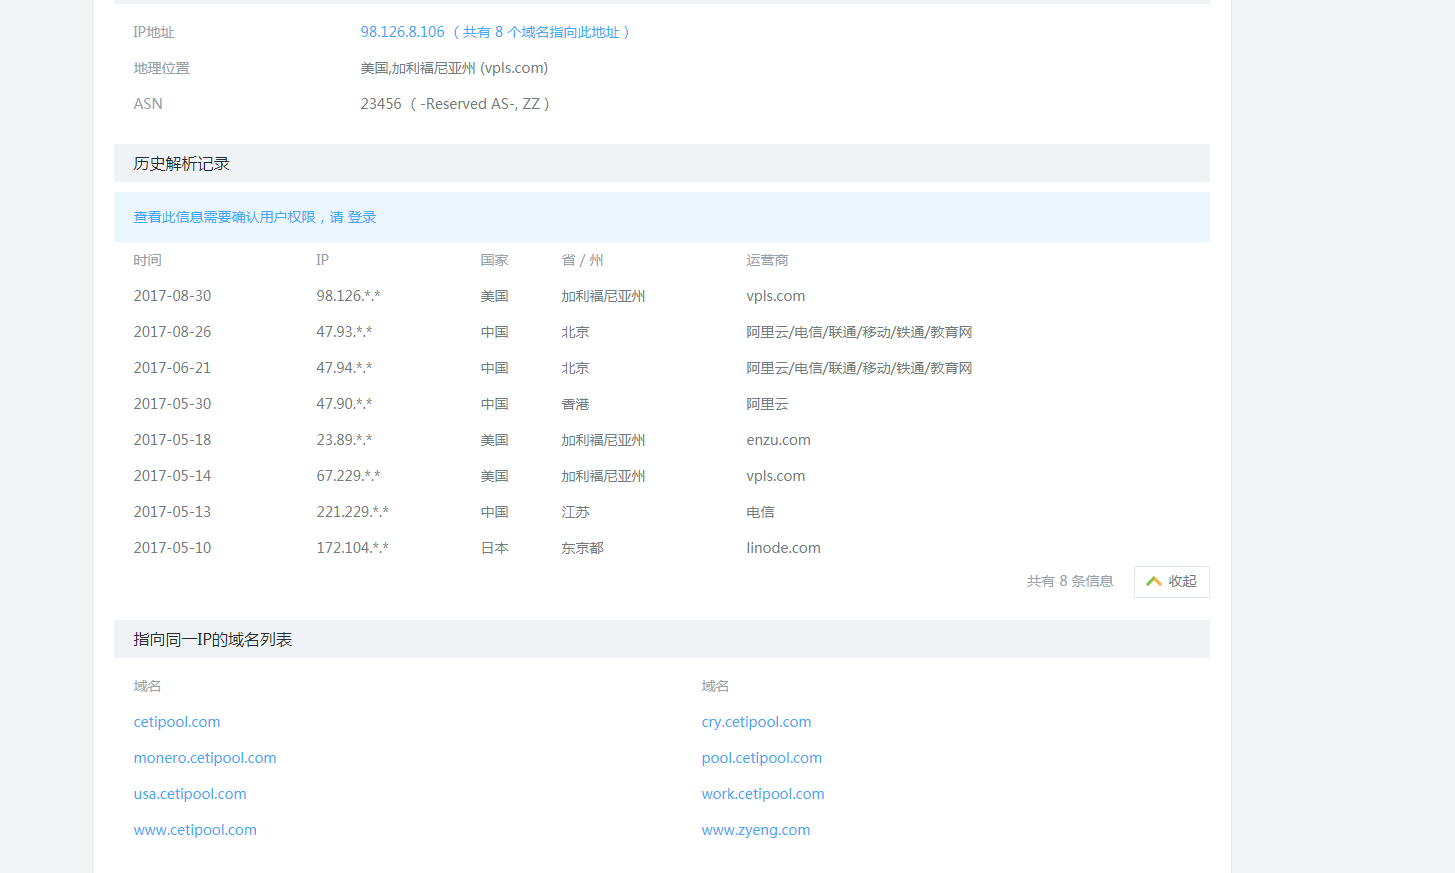 IP地址 98.126.8.106 ( 共有 8 个域名指向此地址 )
地理位置 美国,加利福尼亚州 (vpls.com)
ASN 23456 ( -Reserved AS-, ZZ )
历史解析记录
查看此信息需要确认用户权限，请 登录
时间 IP 国家 省 / 州 运营商
2017-08-30 98.126.*.* 美国 加利福尼亚州 vpls.com
2017-08-26 47.93.*.* 中国 北京 阿里云/电信/联通/移动/铁通/教育网
2017-06-21 47.94.*.* 中国 北京 阿里云/电信/联通/移动/铁通/教育网
2017-05-30 47.90.*.* 中国 香港 阿里云
2017-05-18 23.89.*.* 美国 加利福尼亚州 enzu.com
2017-05-14 67.229.*.* 美国 加利福尼亚州 vpls.com
2017-05-13 221.229.*.* 中国 江苏 电信
2017-05-10 172.104.*.* 日本 东京都 linode.com
共有 8 条信息 收起
指向同一IP的域名列表
域名 域名
cetipool.com cry.cetipool.com
monero.cetipool.com pool.cetipool.com
usa.cetipool.com work.cetipool.com
www.cetipool.com www.zyeng.com